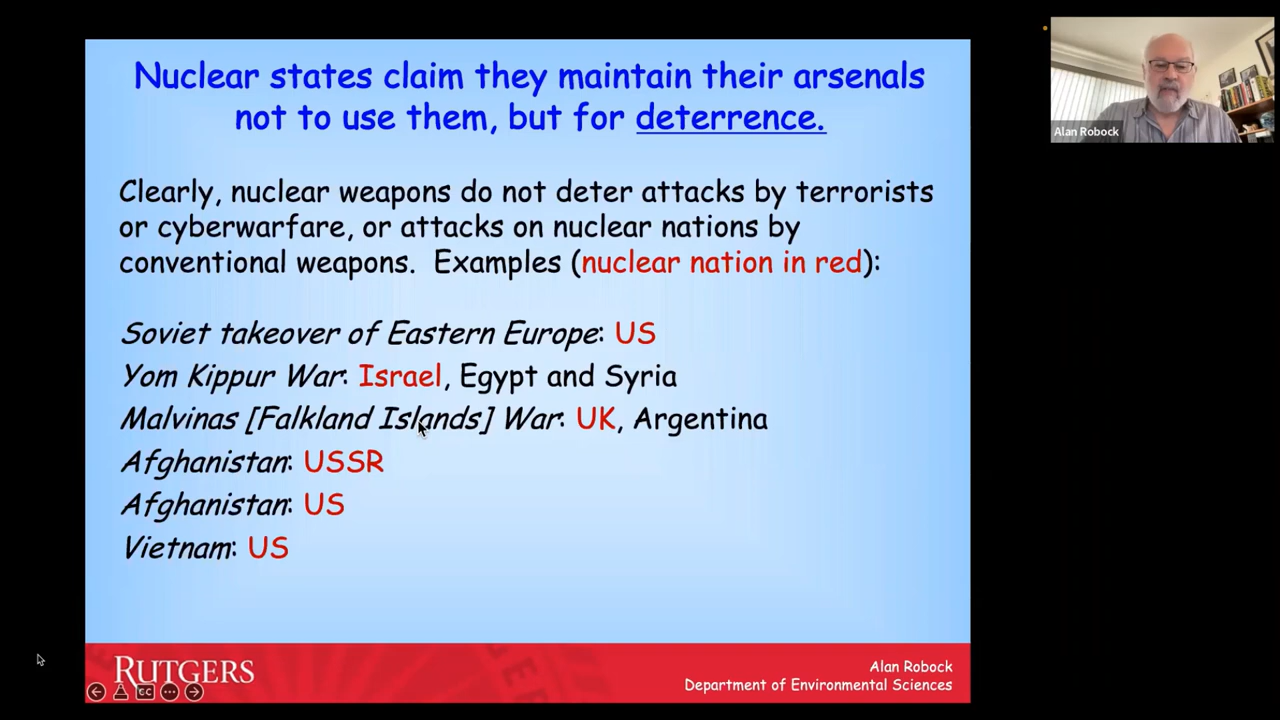 Nuclear states claim they maintain their arsenals
not to use them, but for deterrence.
Clearly, nuclear weapons do not deter attacks by terrorists
or cyberwarfare, or attacks on nuclear nations by
conventional weapons. Examples (nuclear nation in red):
Soviet takeover of Eastern Europe: US
Yom Kippur War: Israel, Egypt and Syria
Malvinas [Falkland Islands] War: UK, Argentina
Afghanistan: USSR
Afghanistan: US
Vietnam: US
RUTGERS
CC
Alan Robock
Department of Environmental Sciences
Alan Robock